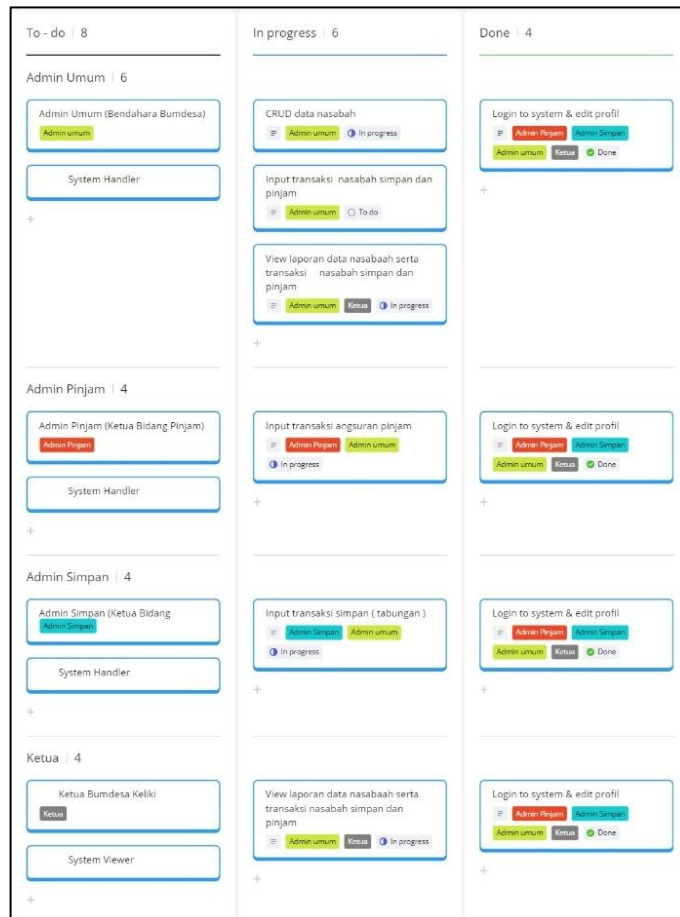 To - do | 8
In progress | 6
Done | 4
Admin Umum | 6
Admin Umum (Bendahara Bumdesa)
Admin umum
System Handler
+
CRUD data nasabah
Admin umum In progress
Input transaksi nasabah simpan dan
pinjam
Admin umum To do
View laporan data nasabaah serta
transaksi nasabah simpan dan
pinjam
Admin umum Ketua In progress
+
Login to system & edit profil
Admin Pinjam Admin Simpan
Admin umum Ketua Done
+
Admin Pinjam | 4
Admin Pinjam (Ketua Bidang Pinjam)
Admin Pinjam
System Handler
+
Input transaksi angsuran pinjam
Admin Pinjam Admin umum
In progress
+
Login to system & edit profil
Admin Pinjam Admin Simpan
Admin umum Ketua Done
+
Admin Simpan | 4
Admin Simpan (Ketua Bidang
Admin Simpan
System Handler
+
Input transaksi simpan ( tabungan )
Admin Simpan Admin umum
In progress
+
Login to system & edit profil
Admin Pinjam Admin Simpan
Admin umum Ketua Done
+
Ketua | 4
Ketua Bumdesa Keliki
Ketua
System Viewer
+
View laporan data nasabaah serta
transaksi nasabah simpan dan
pinjam
Admin umum Ketua In progress
+
Login to system & edit profil
Admin Pinjam Admin Simpan
Admin umum Ketua Done
+